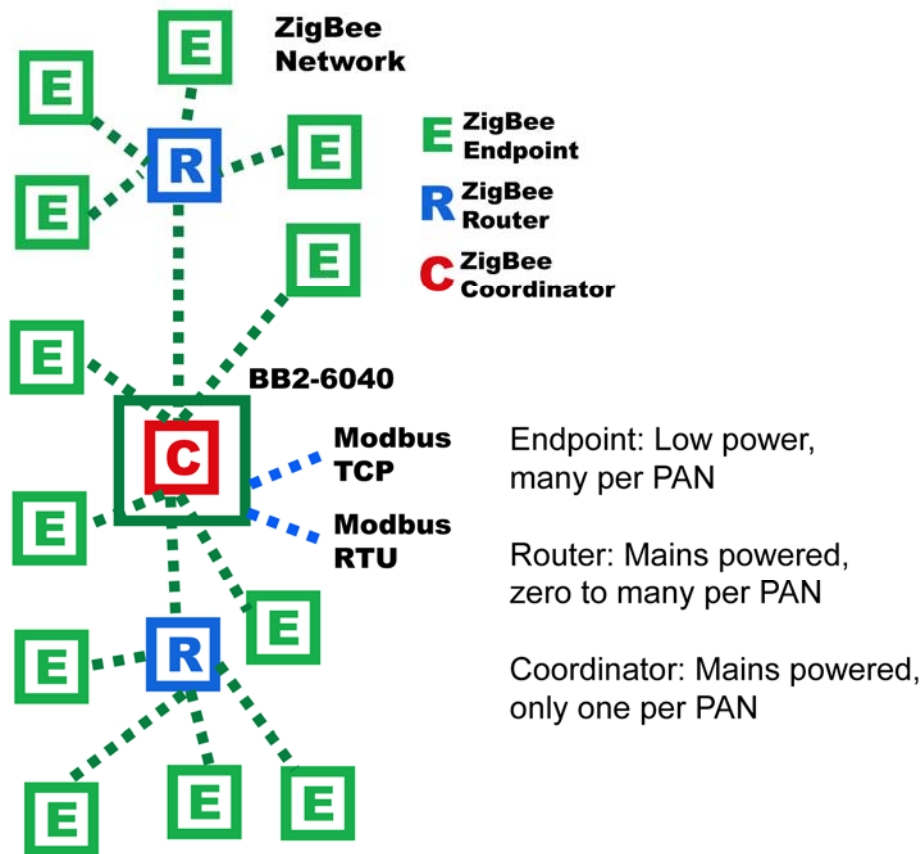 E
ZigBee
Network
E
R
E
E
E ZigBee
Endpoint
R ZigBee
Router
C ZigBee
Coordinator
E
E
BB2-6040
C
Modbus
TCP
Modbus
RTU
E
Endpoint: Low power,
many per PAN
Router: Mains powered,
zero to many per PAN
Coordinator: Mains powered,
only one per PAN
E
E
R
E
E
E